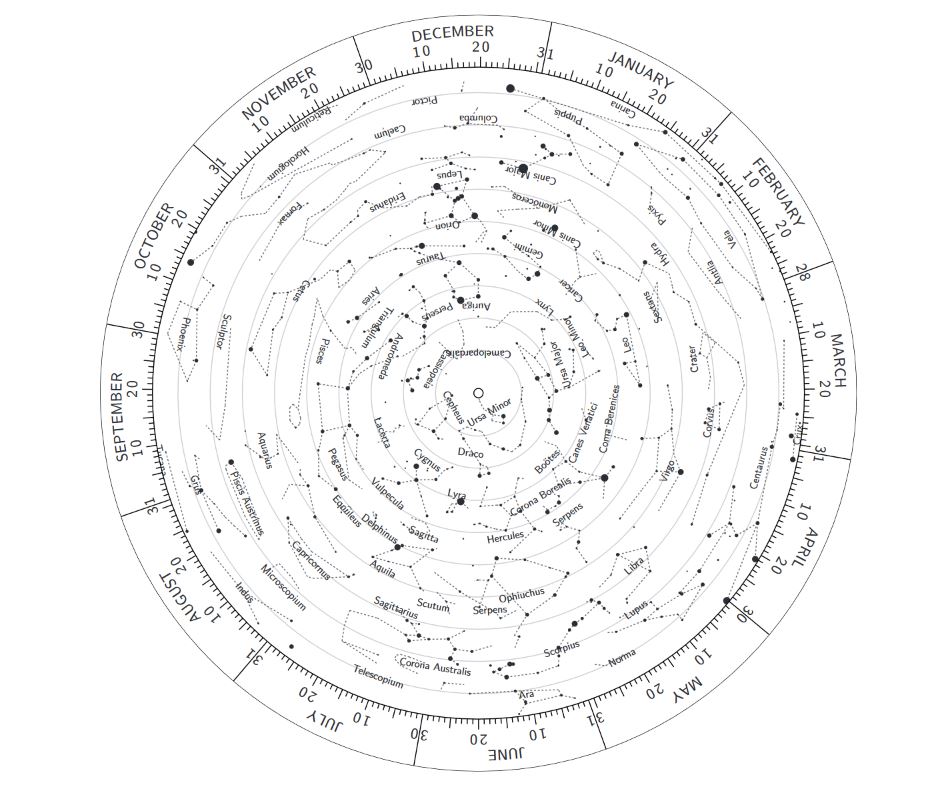 DECEMBER
10
20
31
JANUARY
10
20
31
FEBRUARY
10
20
28
MARCH
10
20
31
APRIL
10
20
30
MAY
10
20
31
JUNE
10
20
30
JULY
10
20
31
AUGUST
10
20
31
SEPTEMBER
10
20
30
OCTOBER
10
20
31
NOVEMBER
10
20
30
Pictor
Reticulum
Columba
Puppis
Carina
Caelum
Horologium
Lepus
Canis Major
Eridanus
Monoceros
Fornax
Orion
Canis Minor
Pyxis
Vela
Taurus
Gemini
Hydra
Antlia
Cetus
Aries
Perseus
Auriga
Lynx
Cancer
Sextans
Phoenix
Sculptor
Pisces
Triangulum
Andromeda
Cassiopeia
Camelopardalis
Ursa Major
Leo Minor
Leo
Crater
Cepheus
Ursa Minor
Draco
Lacerta
Cygnus
Lyra
Boötes
Canes Venatici
Coma Berenices
Corvus
Crux
Centaurus
Virgo
Tucana
Grus
Piscis Austrinus
Aquarius
Pegasus
Vulpecula
Equuleus
Delphinus
Sagitta
Hercules
Corona Borealis
Serpens
Libra
Capricornus
Aquila
Microscopium
Indus
Sagittarius
Scutum
Serpens
Ophiuchus
Lupus
Scorpius
Norma
Corona Australis
Telescopium
Ara